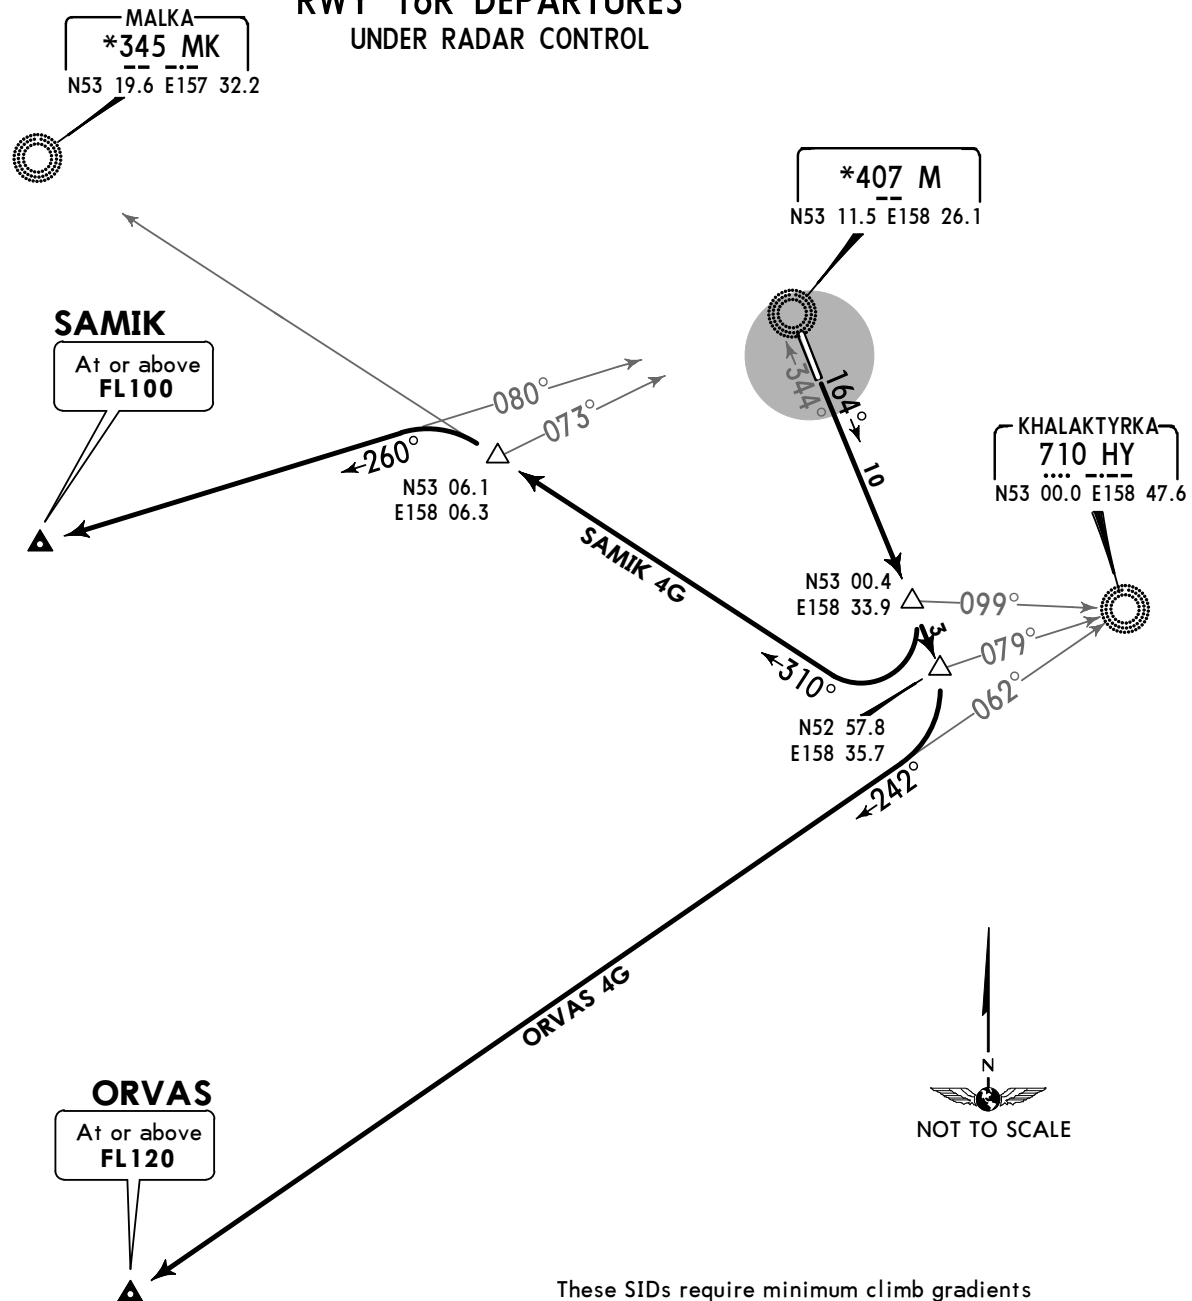 RWY 16R DEPARTURES
UNDER RADAR CONTROL
MALKA
*345 MK
N53 19.6 E157 32.2
*407 M
N53 11.5 E158 26.1
SAMIK
At or above
FL100
080°
073°
344°
164°
10
KHALAKTYRKA
710 HY
N53 00.0 E158 47.6
260°
N53 06.1
E158 06.3
SAMIK 4G
N53 00.4
E158 33.9
099°
3
079°
310°
062°
N52 57.8
E158 35.7
242°
ORVAS 4G
N
NOT TO SCALE
ORVAS
At or above
FL120
These SIDs require minimum climb gradients